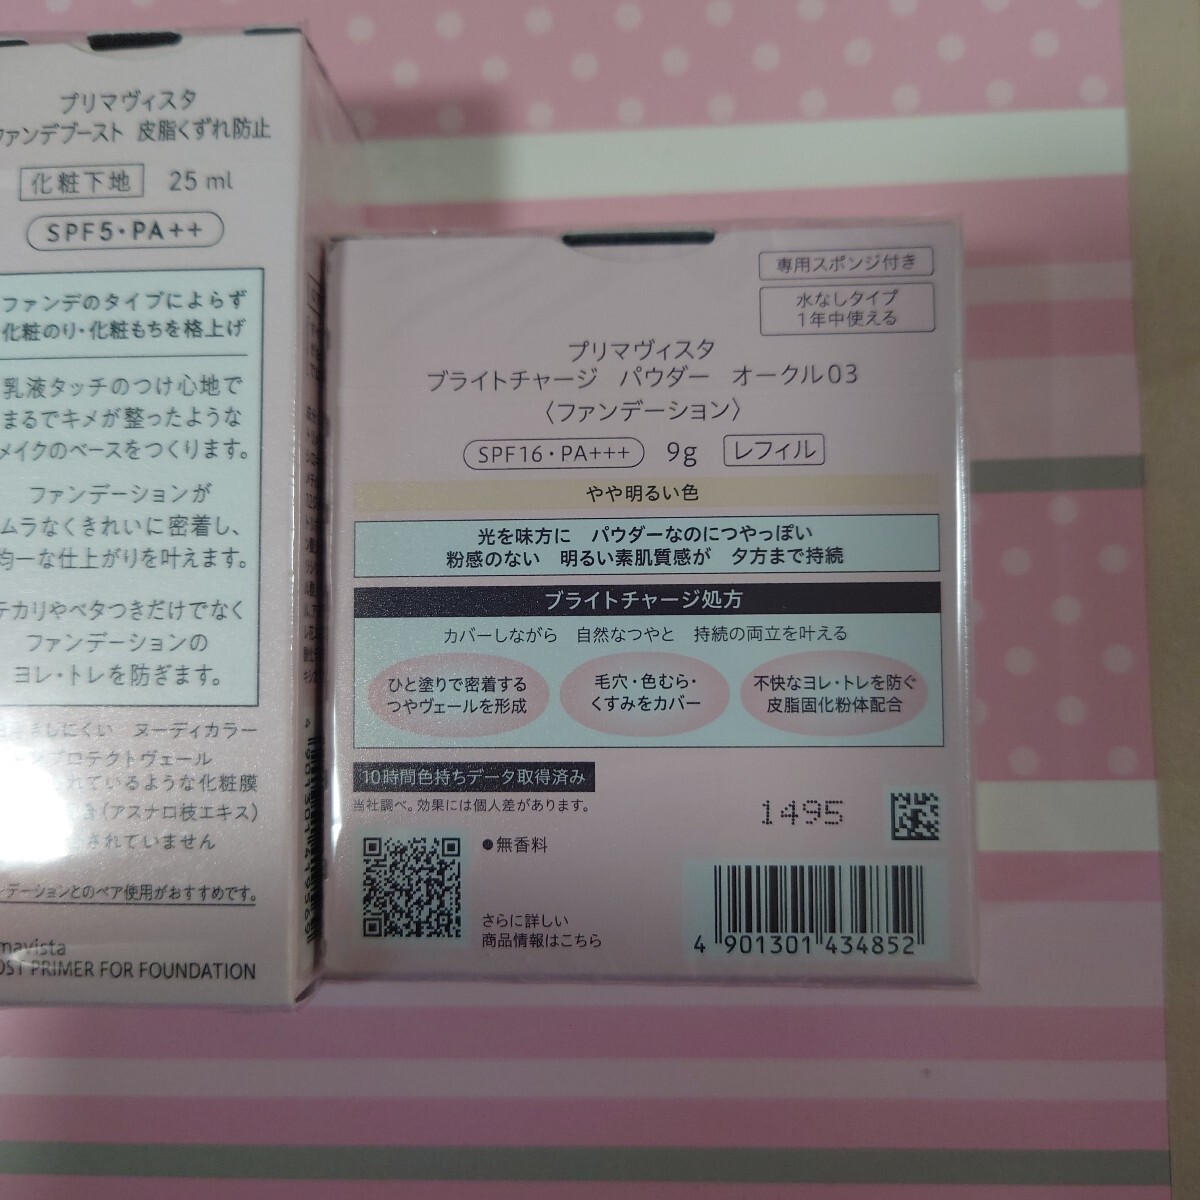 プリマヴィスタ
ファンデブースト 皮脂くずれ防止
化粧下地 25 ml
SPF5・PA++
ファンデのタイプによらず
化粧のり・化粧もちを格上げ
乳液タッチのつけ心地で
まるでキメが整ったような
メイクのベースをつくります。
ファンデーションが
ムラなくきれいに密着し、
均一な仕上がりを叶えます。
テカリやベタつきだけでなく
ファンデーションの
ヨレ・トレを防ぎます。
しにくい ヌーディカラー
プロテクトヴェール
れているような化粧膜
(アスナロ枝エキス)
されていません
デーションとのペア使用がおすすめです。
mavista
OST PRIMER FOR FOUNDATION
専用スポンジ付き
水なしタイプ
1年中使える
プリマヴィスタ
ブライトチャージ パウダー オークル03
〈ファンデーション〉
SPF16・PA+++ 9g レフィル
やや明るい色
光を味方に パウダーなのにつやっぽい
粉感のない 明るい素肌質感が 夕方まで持続
ブライトチャージ処方
カバーしながら 自然なつやと 持続の両立を叶える
ひと塗りで密着する
つやヴェールを形成
毛穴・色むら・
くすみをカバー
不快なヨレ・トレを防ぐ
皮脂固化粉体配合
10時間色持ちデータ取得済み
当社調べ。効果には個人差があります。
1495
●無香料
さらに詳しい
商品情報はこちら
4 901301 434852